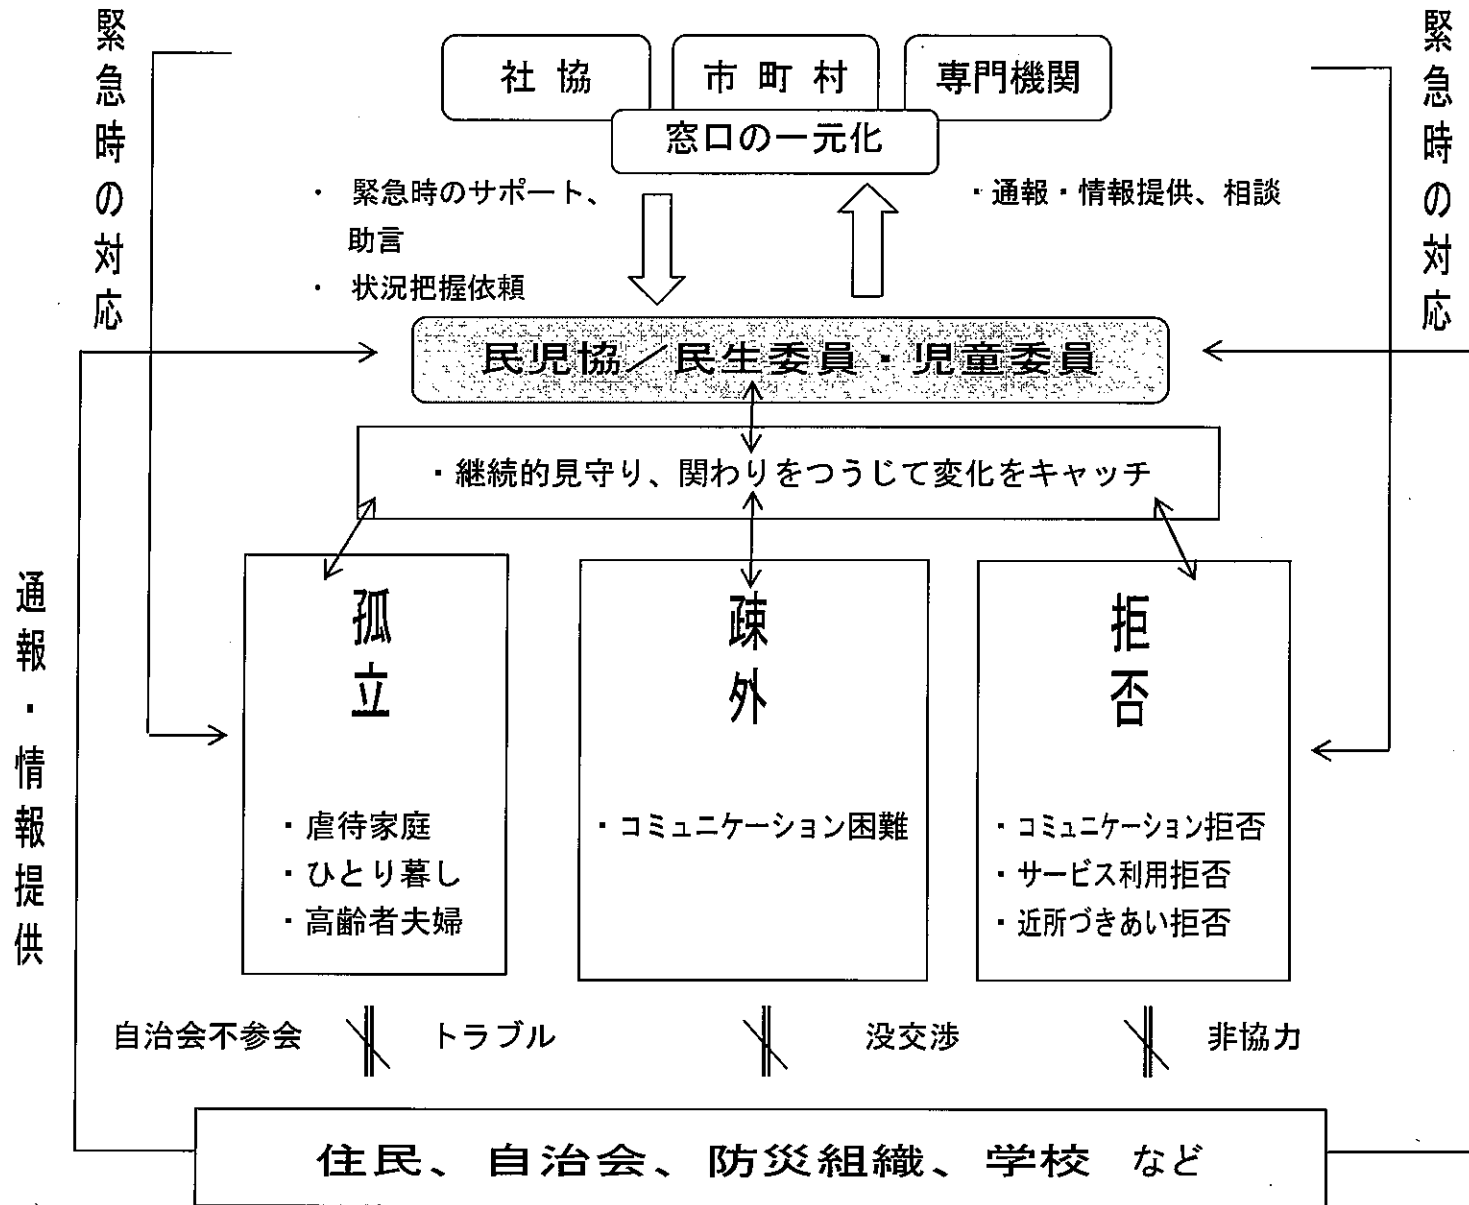 緊急時の対応
緊急時の対応
社協
市町村
専門機関
窓口の一元化
・ 緊急時のサポート、
助言
・ 状況把握依頼
・通報・情報提供、相談
民児協／民生委員・児童委員
・継続的見守り、関わりをつうじて変化をキャッチ
通報・情報提供
孤立
・虐待家庭
・ひとり暮し
・高齢者夫婦
疎外
・コミュニケーション困難
拒否
・コミュニケーション拒否
・サービス利用拒否
・近所づきあい拒否
自治会不参会
トラブル
没交渉
非協力
住民、自治会、防災組織、学校 など